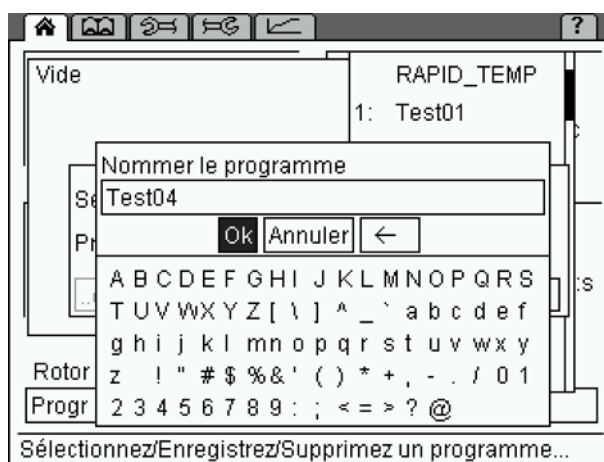 ?
Vide
RAPID_TEMP
1: Test01
Nommer le programme
Test04
Ok Annuler ←
A B C D E F G H I J K L M N O P Q R S
T U V W X Y Z [ \ ] ^ _ ` a b c d e f
g h i j k l m n o p q r s t u v w x y
z ! " # $ % & ' ( ) * + , - . / 0 1
2 3 4 5 6 7 8 9 : ; < = > ? @
Rotor
Progr
Sélectionnez/Enregistrez/Supprimez un programme...